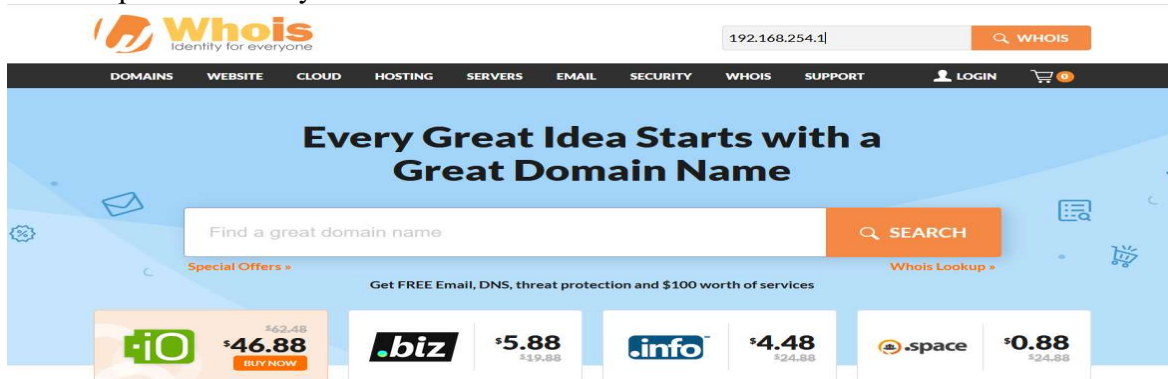 Whois
Identity for everyone
192.168.254.1
WHOIS
DOMAINS WEBSITE CLOUD HOSTING SERVERS EMAIL SECURITY WHOIS SUPPORT LOGIN 0
Every Great Idea Starts with a
Great Domain Name
Find a great domain name
SEARCH
Special Offers »
Whois Lookup »
Get FREE Email, DNS, threat protection and $100 worth of services
.iO
$62.48
$46.88
BUY NOW
.biz
$5.88
$19.88
.info
$4.48
$24.88
.space
$0.88
$24.88